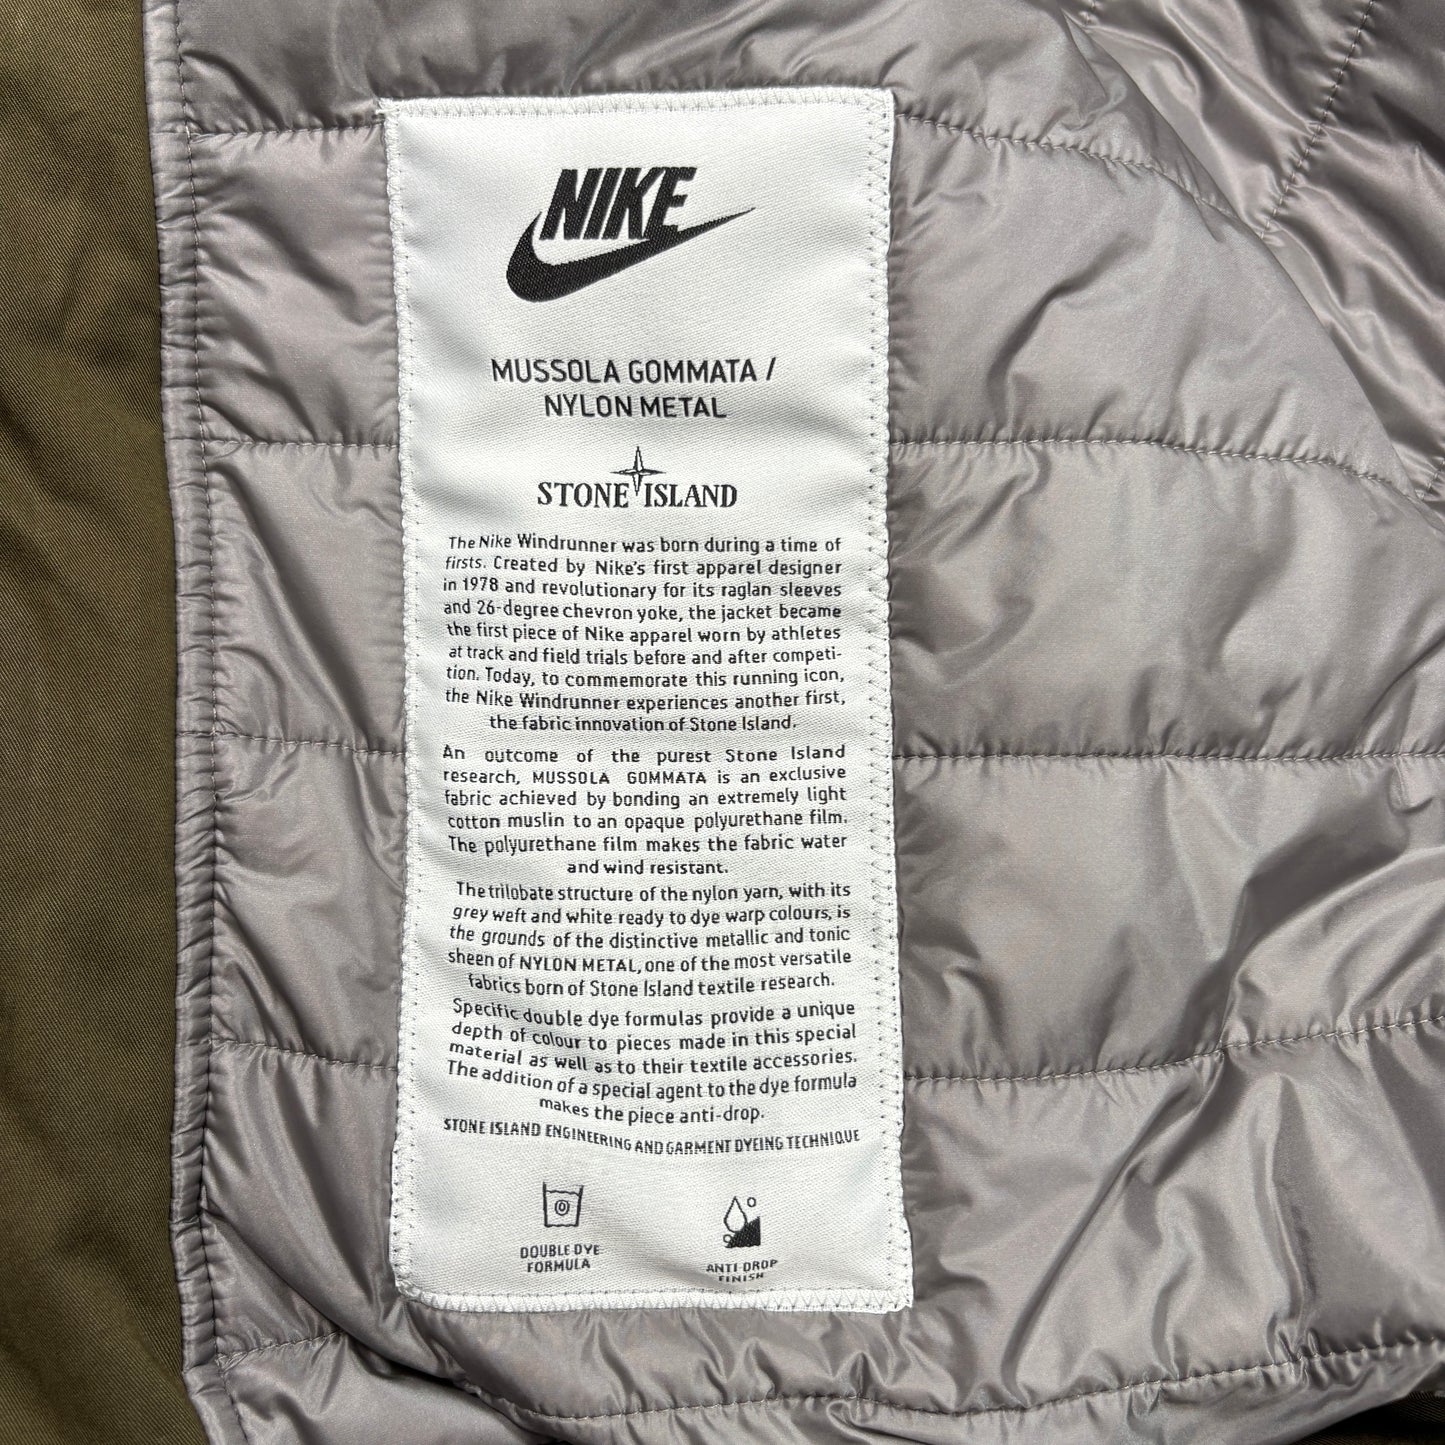 NIKE
MUSSOLA GOMMATA /
NYLON METAL
STONE ISLAND
The Nike Windrunner was born during a time of
firsts. Created by Nike's first apparel designer
in 1978 and revolutionary for its raglan sleeves
and 26-degree chevron yoke, the jacket became
the first piece of Nike apparel worn by athletes
at track and field trials before and after competi-
tion. Today, to commemorate this running icon,
the Nike Windrunner experiences another first,
the fabric innovation of Stone Island.
An outcome of the purest Stone Island
research, MUSSOLA GOMMATA is an exclusive
fabric achieved by bonding an extremely light
cotton muslin to an opaque polyurethane film.
The polyurethane film makes the fabric water
and wind resistant.
The trilobate structure of the nylon yarn, with its
grey weft and white ready to dye warp colours, is
the grounds of the distinctive metallic and tonic
sheen of NYLON METAL, one of the most versatile
fabrics born of Stone Island textile research.
Specific double dye formulas provide a unique
depth of colour to pieces made in this special
material as well as to their textile accessories.
The addition of a special agent to the dye formula
makes the piece anti-drop.
STONE ISLAND ENGINEERING AND GARMENT DYEING TECHNIQUE
DOUBLE DYE
FORMULA
ANTI DROP
FINISH